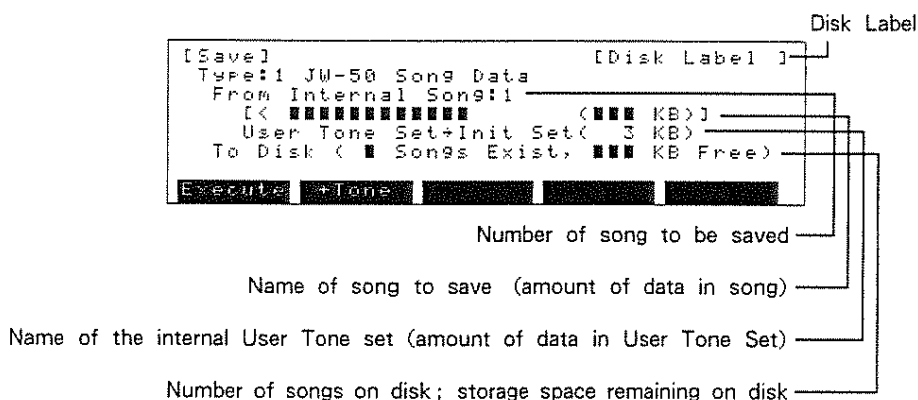 Disk Label
[Save] [Disk Label ]
Type:1 JW-50 Song Data
From Internal Song:1
[< ■■■■■■■■■■■■ (■■■ KB)]
User Tone Set÷Init Set( 3 KB)
To Disk ( ■ Songs Exist, ■■■ KB Free)
Execute +Tone
Number of song to be saved
Name of song to save (amount of data in song)
Name of the internal User Tone set (amount of data in User Tone Set)
Number of songs on disk; storage space remaining on disk